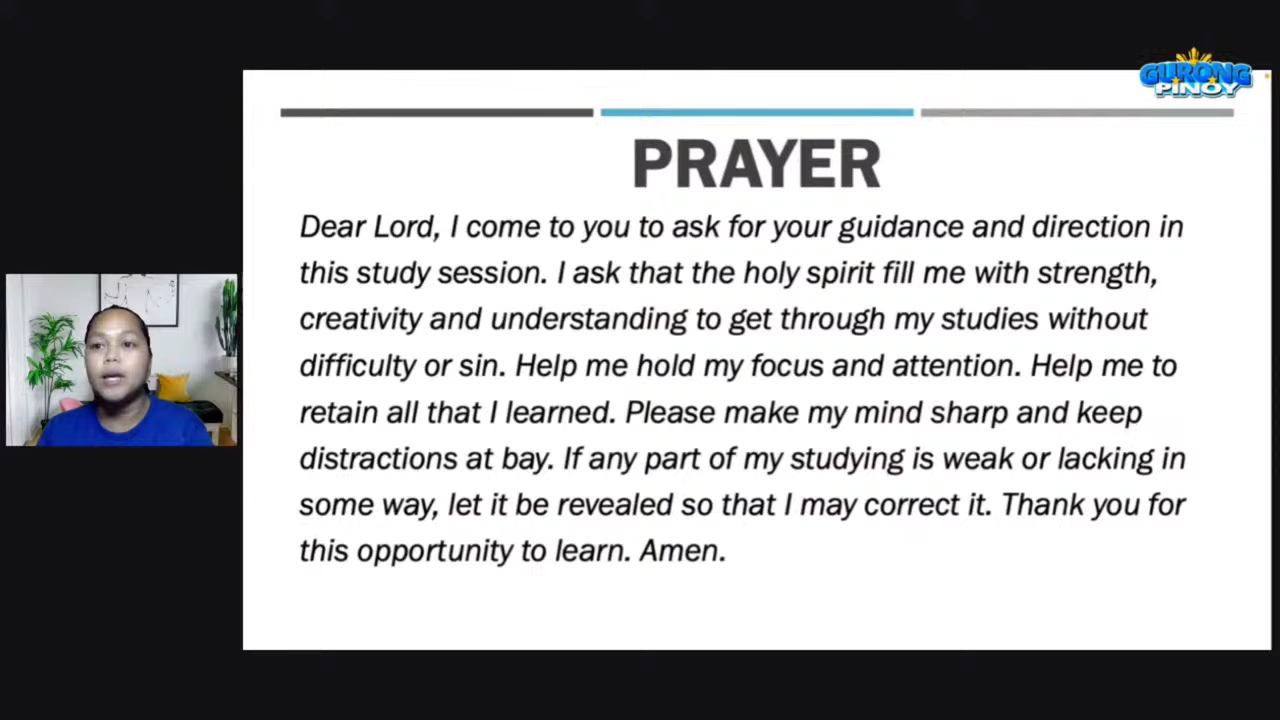 GURONG
PINOY
PRAYER
Dear Lord, I come to you to ask for your guidance and direction in
this study session. I ask that the holy spirit fill me with strength,
creativity and understanding to get through my studies without
difficulty or sin. Help me hold my focus and attention. Help me to
retain all that I learned. Please make my mind sharp and keep
distractions at bay. If any part of my studying is weak or lacking in
some way, let it be revealed so that I may correct it. Thank you for
this opportunity to learn. Amen.